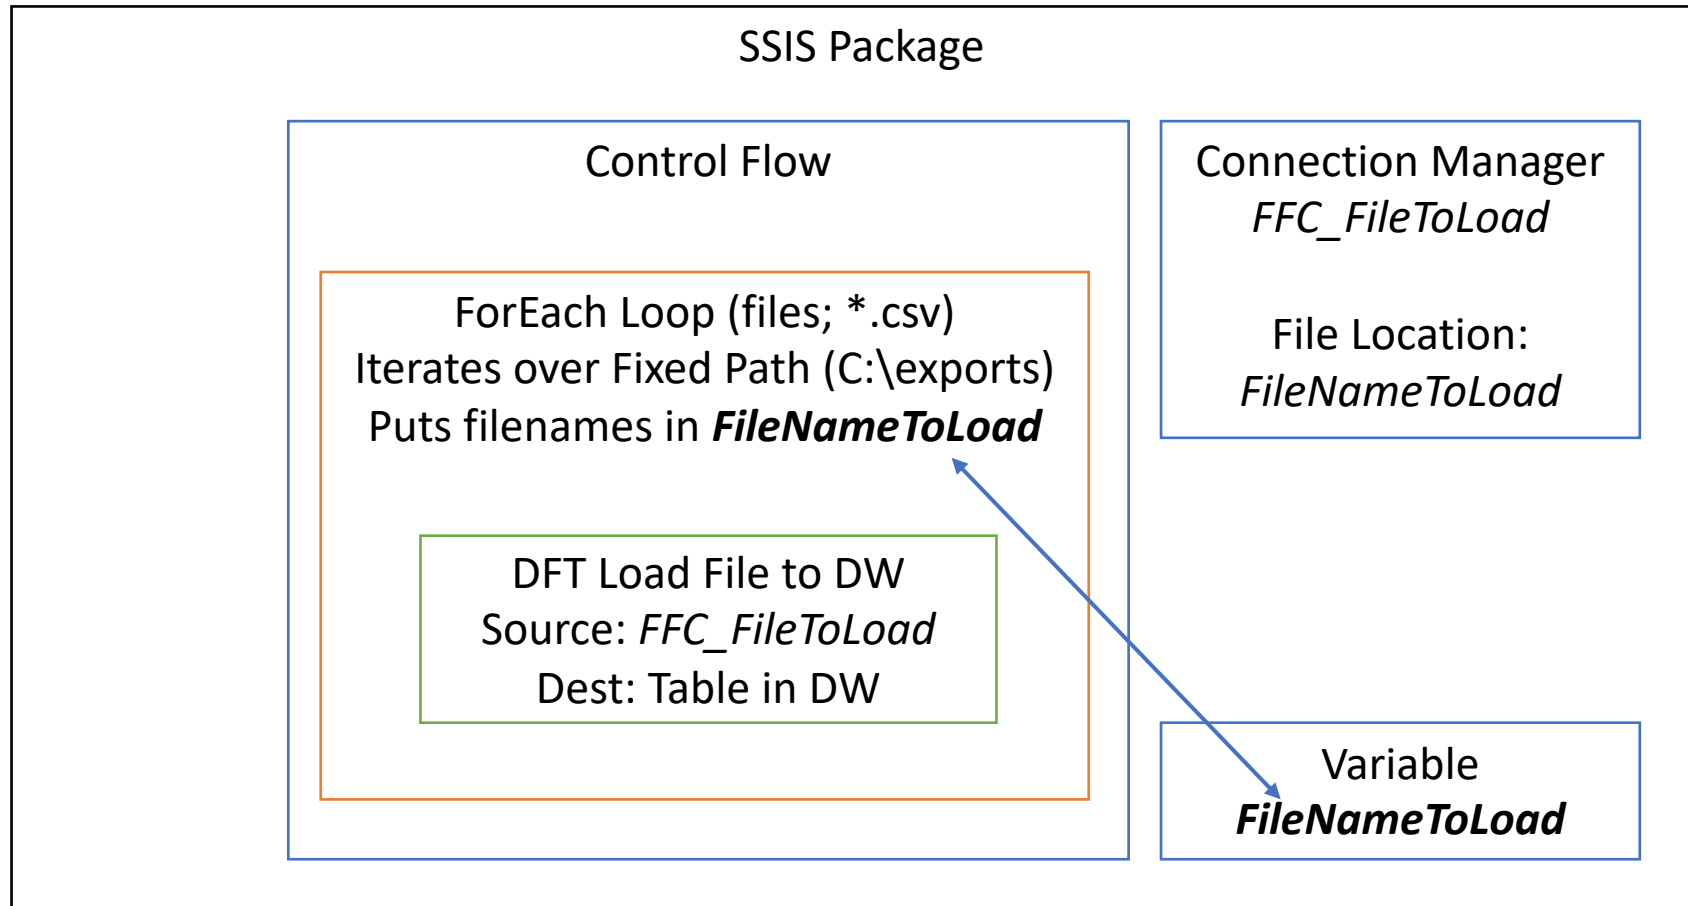 SSIS Package
Control Flow
ForEach Loop (files; *.csv)
Iterates over Fixed Path (C:\exports)
Puts filenames in FileNameToLoad
DFT Load File to DW
Source: FFC_FileToLoad
Dest: Table in DW
Connection Manager
FFC_FileToLoad
File Location:
FileNameToLoad
Variable
FileNameToLoad